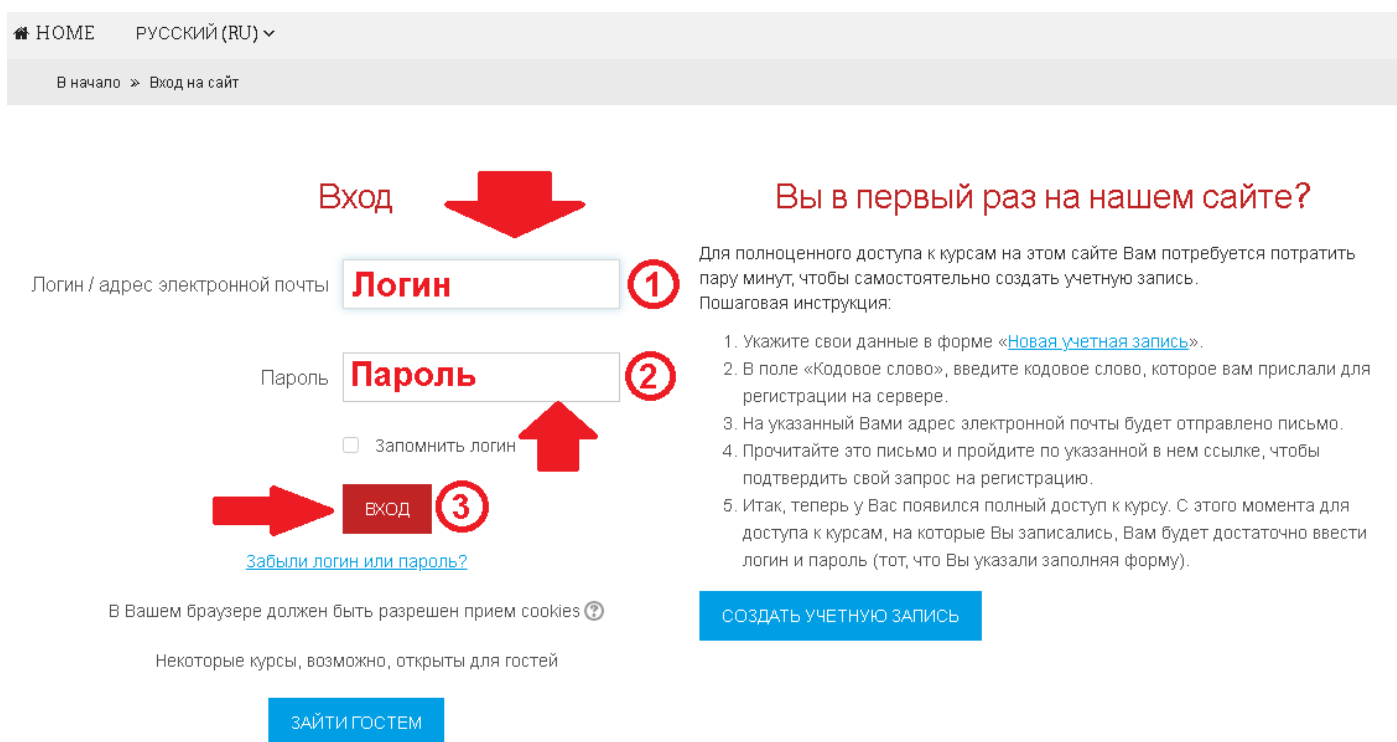 HOME РУССКИЙ (RU)
В начало » Вход на сайт
Вход
Логин / адрес электронной почты Логин 1
Пароль Пароль 2
Запомнить логин
ВХОД 3
Забыли логин или пароль?
В Вашем браузере должен быть разрешен прием cookies ?
Некоторые курсы, возможно, открыты для гостей
ЗАЙТИ ГОСТЕМ
Вы в первый раз на нашем сайте?
Для полноценного доступа к курсам на этом сайте Вам потребуется потратить
пару минут, чтобы самостоятельно создать учетную запись.
Пошаговая инструкция:
1. Укажите свои данные в форме «Новая учетная запись».
2. В поле «Кодовое слово», введите кодовое слово, которое вам прислали для
регистрации на сервере.
3. На указанный Вами адрес электронной почты будет отправлено письмо.
4. Прочитайте это письмо и пройдите по указанной в нем ссылке, чтобы
подтвердить свой запрос на регистрацию.
5. Итак, теперь у Вас появился полный доступ к курсу. С этого момента для
доступа к курсам, на которые Вы записались, Вам будет достаточно ввести
логин и пароль (тот, что Вы указали заполняя форму).
СОЗДАТЬ УЧЕТНУЮ ЗАПИСЬ